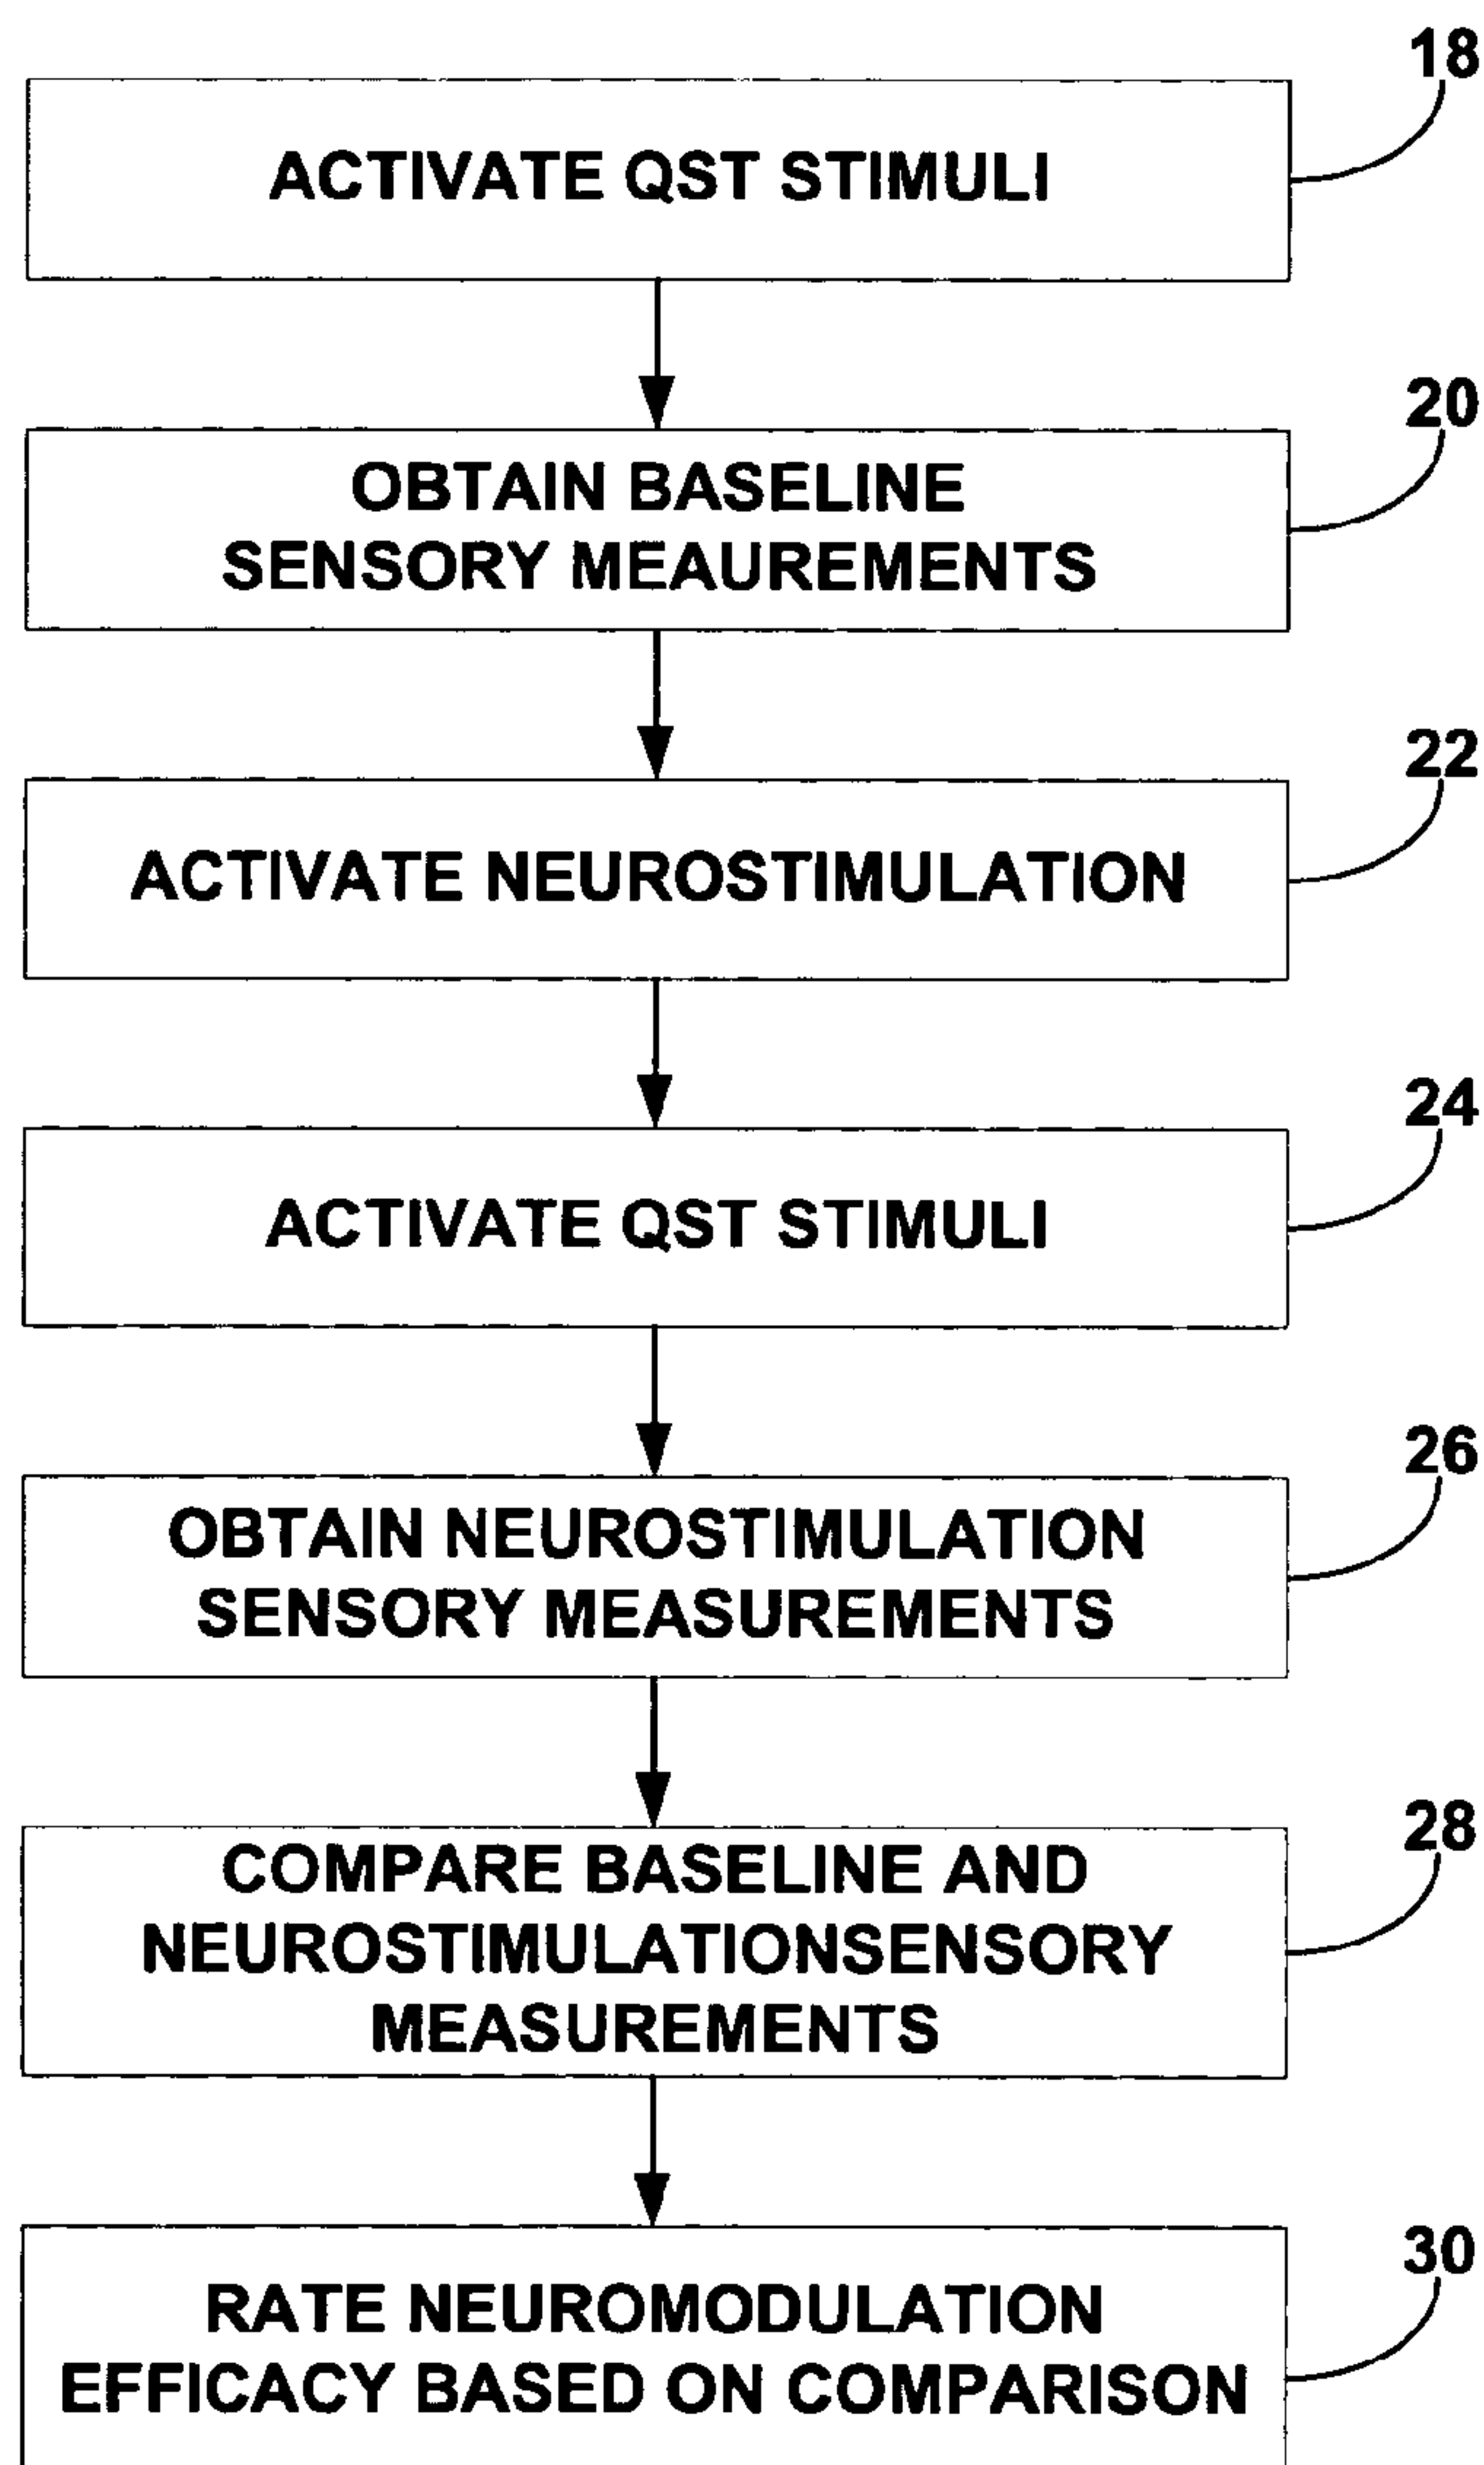 18
ACTIVATE QST STIMULI
20
OBTAIN BASELINE
SENSORY MEAUREMENTS
22
ACTIVATE NEUROSTIMULATION
24
ACTIVATE QST STIMULI
26
OBTAIN NEUROSTIMULATION
SENSORY MEASUREMENTS
28
COMPARE BASELINE AND
NEUROSTIMULATIONSENSORY
MEASUREMENTS
30
RATE NEUROMODULATION
EFFICACY BASED ON COMPARISON